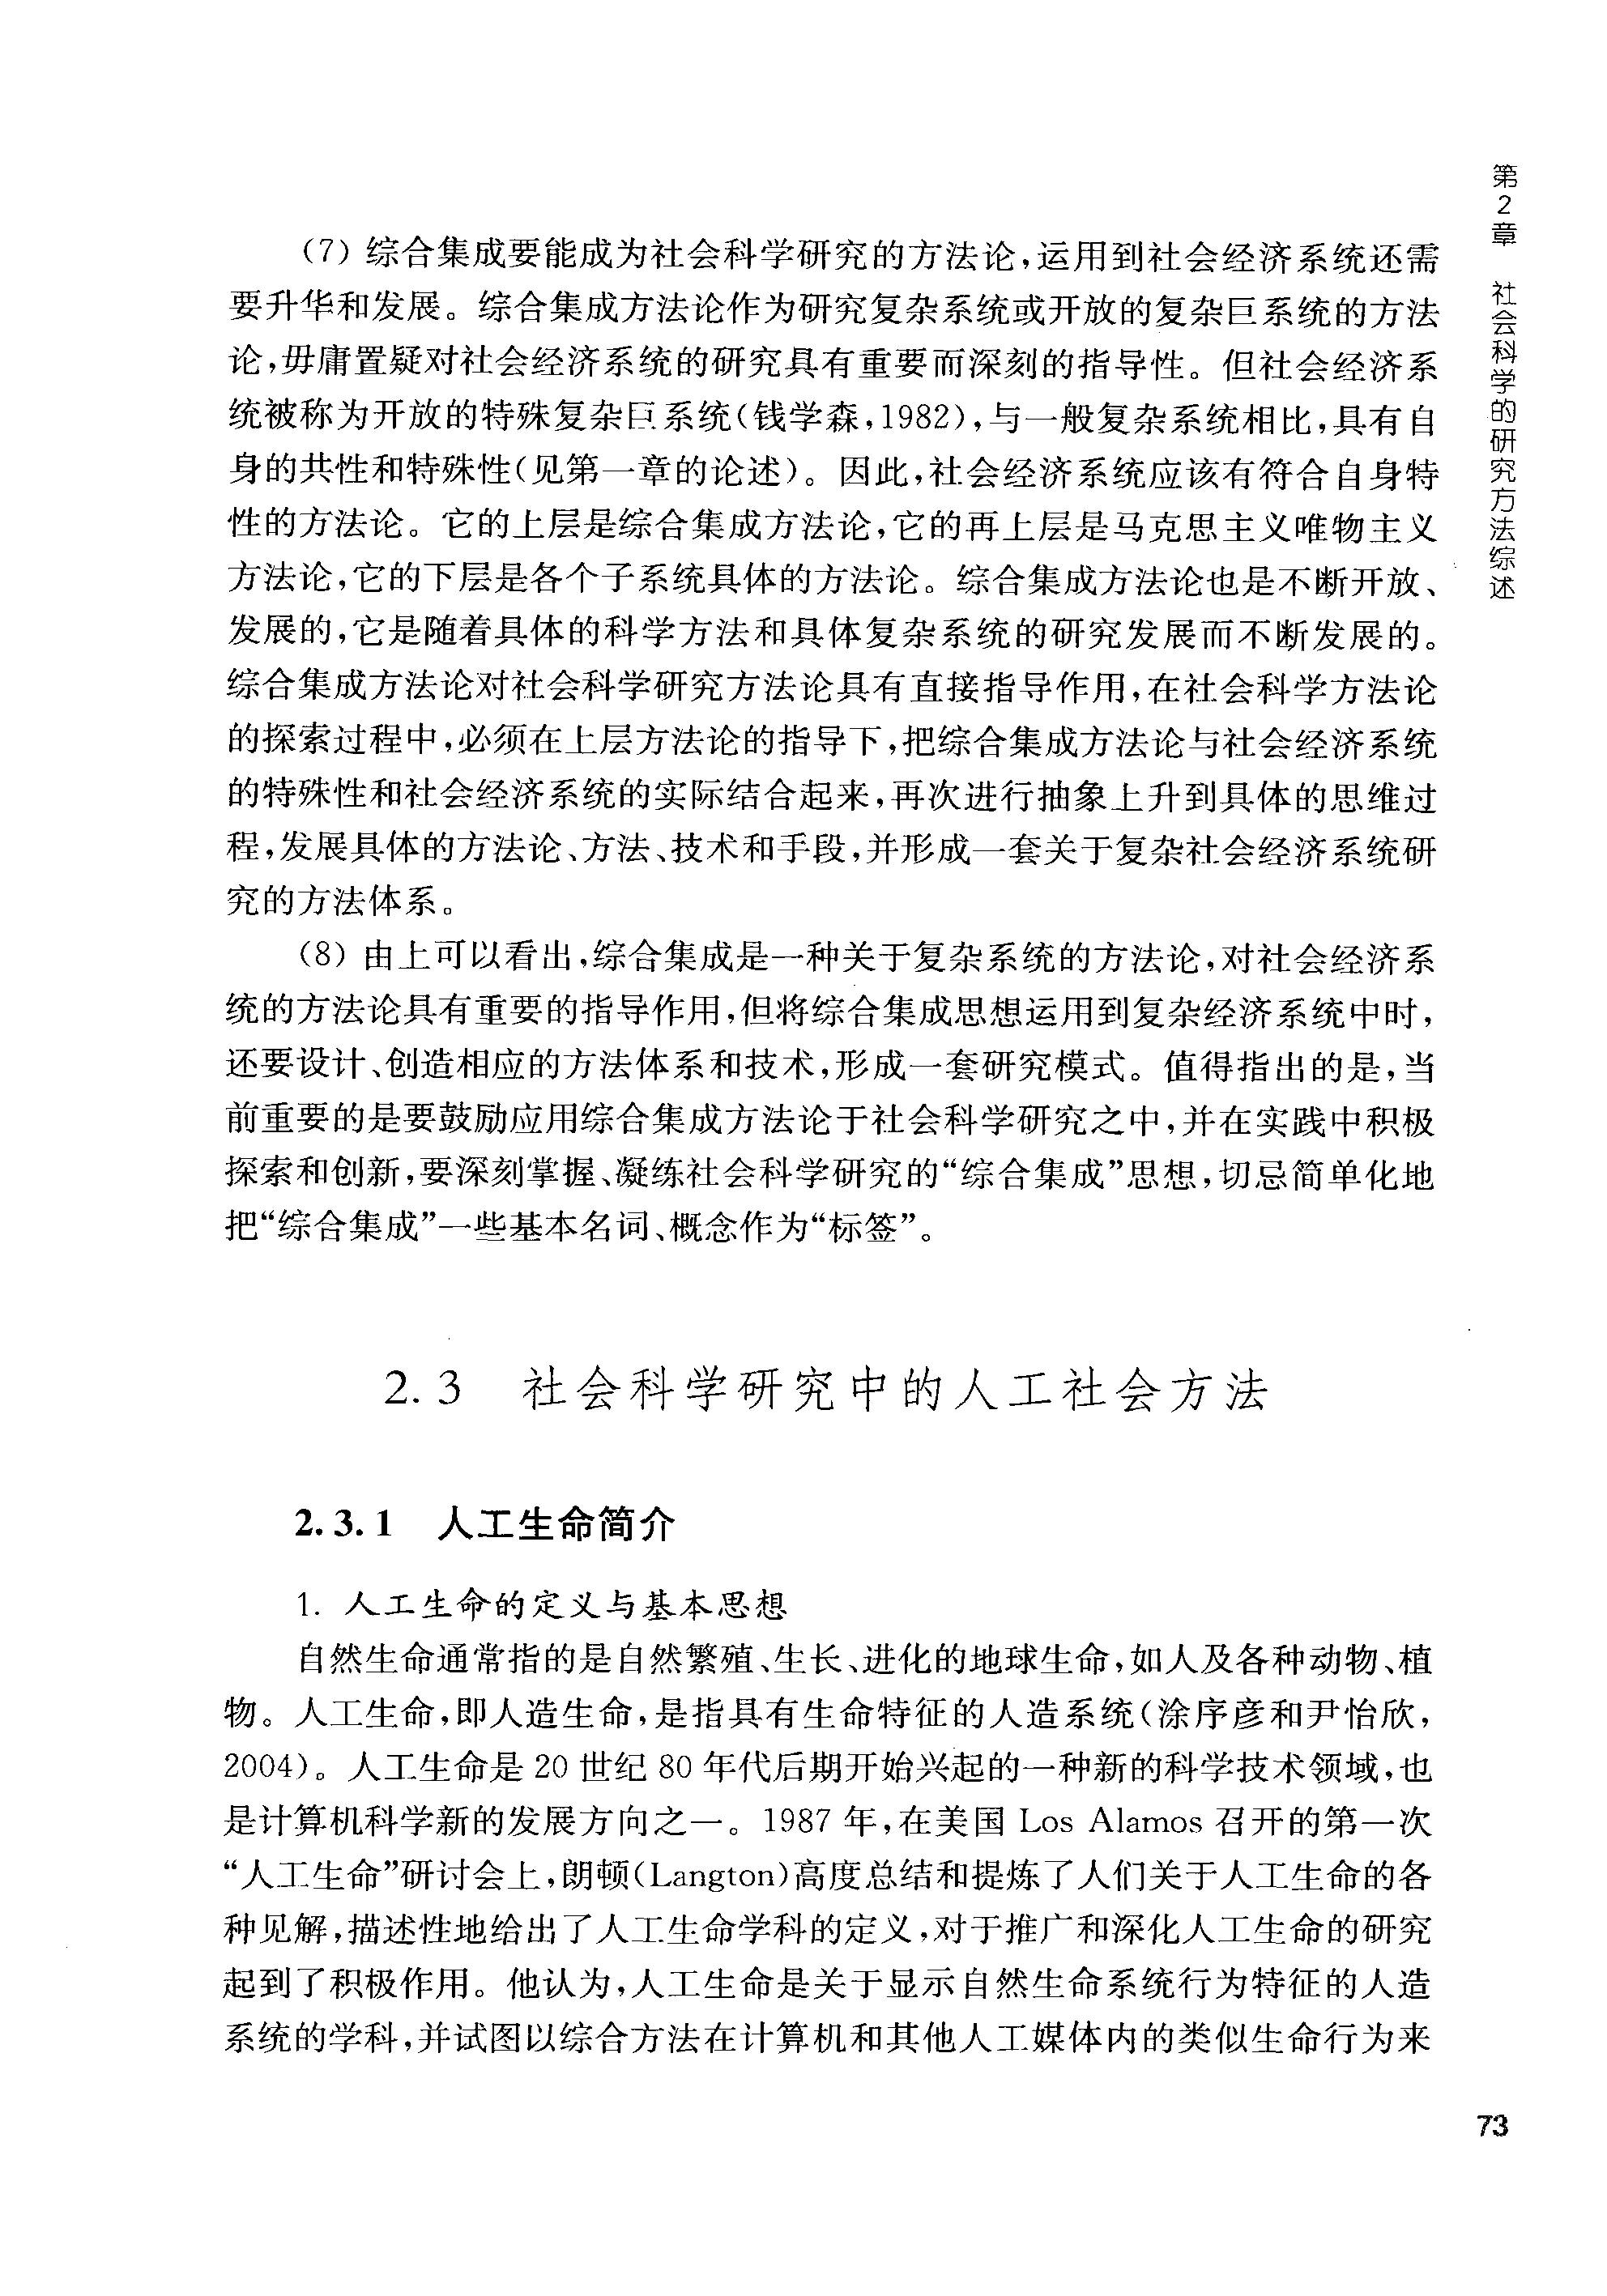 第2章 社会科学的研究方法综述
(7) 综合集成要能成为社会科学研究的方法论,运用到社会经济系统还需
要升华和发展。综合集成方法论作为研究复杂系统或开放的复杂巨系统的方法
论,毋庸置疑对社会经济系统的研究具有重要而深刻的指导性。但社会经济系
统被称为开放的特殊复杂巨系统(钱学森,1982),与一般复杂系统相比,具有自
身的共性和特殊性(见第一章的论述)。因此,社会经济系统应该有符合自身特
性的方法论。它的上层是综合集成方法论,它的再上层是马克思主义唯物主义
方法论,它的下层是各个子系统具体的方法论。综合集成方法论也是不断开放、
发展的,它是随着具体的科学方法和具体复杂系统的研究发展而不断发展的。
综合集成方法论对社会科学研究方法论具有直接指导作用,在社会科学方法论
的探索过程中,必须在上层方法论的指导下,把综合集成方法论与社会经济系统
的特殊性和社会经济系统的实际结合起来,再次进行抽象上升到具体的思维过
程,发展具体的方法论、方法、技术和手段,并形成一套关于复杂社会经济系统研
究的方法体系。
(8) 由上可以看出,综合集成是一种关于复杂系统的方法论,对社会经济系
统的方法论具有重要的指导作用,但将综合集成思想运用到复杂经济系统中时,
还要设计、创造相应的方法体系和技术,形成一套研究模式。值得指出的是,当
前重要的是要鼓励应用综合集成方法论于社会科学研究之中,并在实践中积极
探索和创新,要深刻掌握、凝练社会科学研究的“综合集成”思想,切忌简单化地
把“综合集成”一些基本名词、概念作为“标签”。
2.3 社会科学研究中的人工社会方法
2.3.1 人工生命简介
1. 人工生命的定义与基本思想
自然生命通常指的是自然繁殖、生长、进化的地球生命,如人及各种动物、植
物。人工生命,即人造生命,是指具有生命特征的人造系统(涂序彦和尹怡欣,
2004)。人工生命是 20 世纪 80 年代后期开始兴起的一种新的科学技术领域,也
是计算机科学新的发展方向之一。1987 年,在美国 Los Alamos 召开的第一次
“人工生命”研讨会上,朗顿(Langton)高度总结和提炼了人们关于人工生命的各
种见解,描述性地给出了人工生命学科的定义,对于推广和深化人工生命的研究
起到了积极作用。他认为,人工生命是关于显示自然生命系统行为特征的人造
系统的学科,并试图以综合方法在计算机和其他人工媒体内的类似生命行为来
73